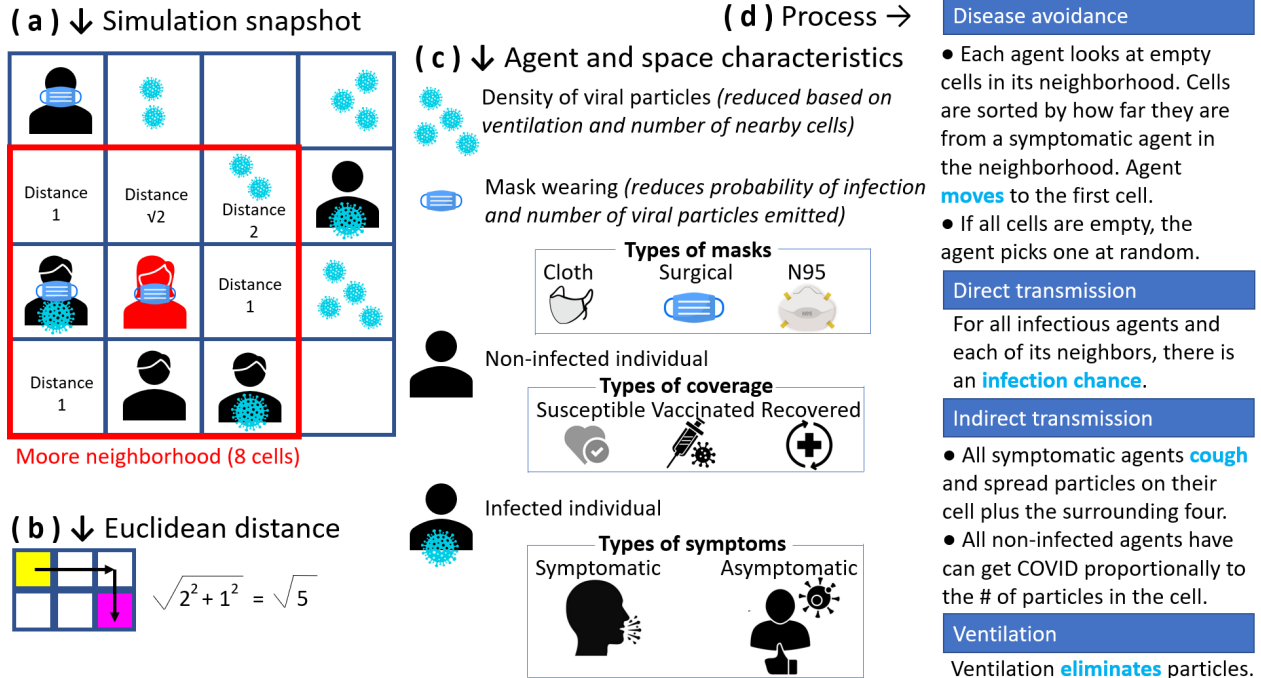 ( a ) ↓ Simulation snapshot
Distance
1
Distance
√2
Distance
2
Distance
1
Distance
1
Moore neighborhood (8 cells)
( b ) ↓ Euclidean distance
√2² + 1² = √5
( c ) ↓ Agent and space characteristics
Density of viral particles (reduced based on
ventilation and number of nearby cells)
Mask wearing (reduces probability of infection
and number of viral particles emitted)
Types of masks
Cloth Surgical N95
Non-infected individual
Types of coverage
Susceptible Vaccinated Recovered
Infected individual
Types of symptoms
Symptomatic Asymptomatic
( d ) Process →
Disease avoidance
● Each agent looks at empty
cells in its neighborhood. Cells
are sorted by how far they are
from a symptomatic agent in
the neighborhood. Agent
moves to the first cell.
● If all cells are empty, the
agent picks one at random.
Direct transmission
For all infectious agents and
each of its neighbors, there is
an infection chance.
Indirect transmission
● All symptomatic agents cough
and spread particles on their
cell plus the surrounding four.
● All non-infected agents have
can get COVID proportionally to
the # of particles in the cell.
Ventilation
Ventilation eliminates particles.